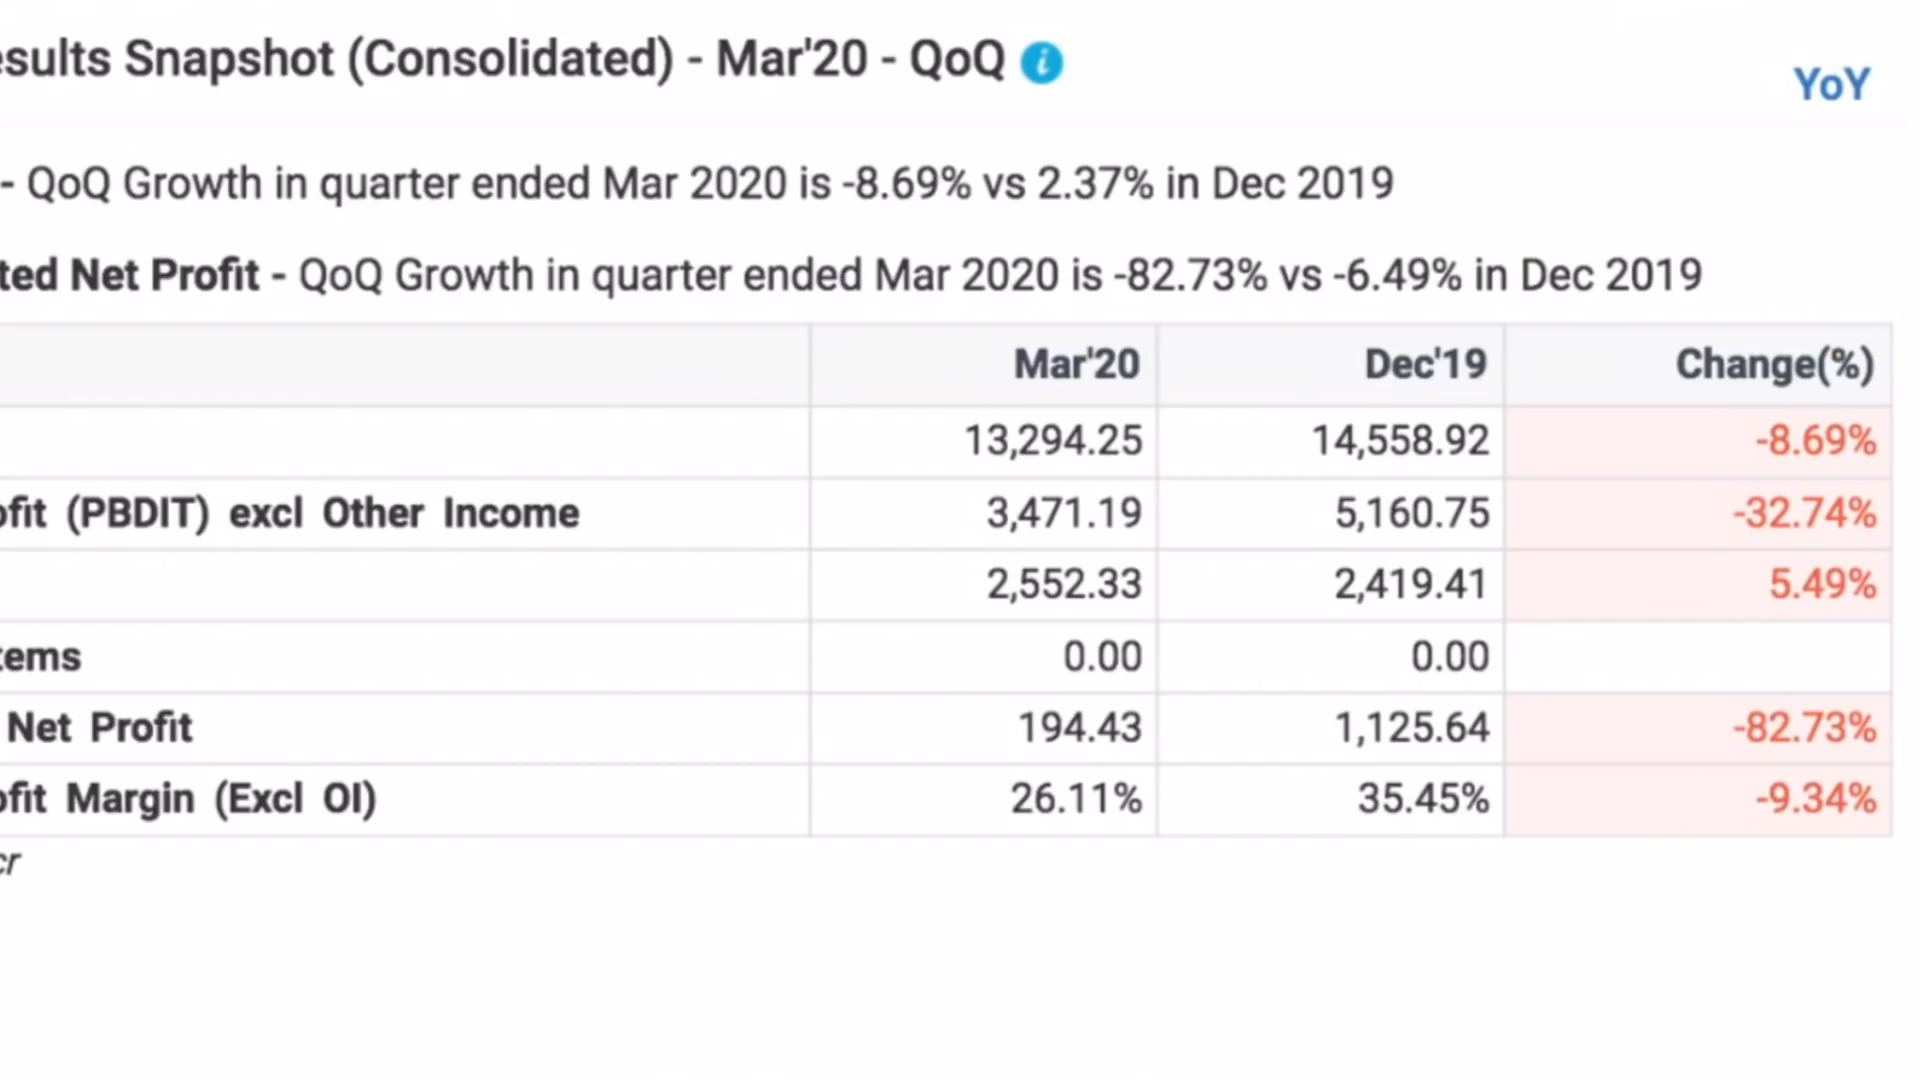 esults Snapshot (Consolidated) - Mar'20 - QoQ i
YoY
- QoQ Growth in quarter ended Mar 2020 is -8.69% vs 2.37% in Dec 2019
ted Net Profit - QoQ Growth in quarter ended Mar 2020 is -82.73% vs -6.49% in Dec 2019
Mar'20 Dec'19 Change(%)
13,294.25 14,558.92 -8.69%
ofit (PBDIT) excl Other Income 3,471.19 5,160.75 -32.74%
2,552.33 2,419.41 5.49%
tems 0.00 0.00
Net Profit 194.43 1,125.64 -82.73%
ofit Margin (Excl OI) 26.11% 35.45% -9.34%
cr